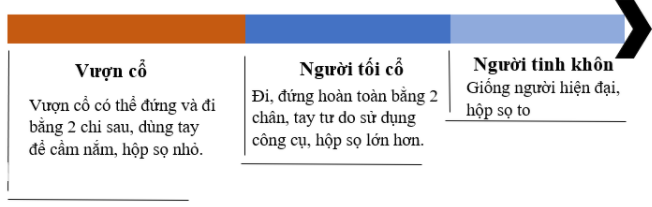 Vượn cổ
Vượn cổ có thể đứng và đi
bằng 2 chi sau, dùng tay
để cầm nắm, hộp sọ nhỏ.
Người tối cổ
Đi, đứng hoàn toàn bằng 2
chân, tay tư do sử dụng
công cụ, hộp sọ lớn hơn.
Người tinh khôn
Giống người hiện đại,
hộp sọ to